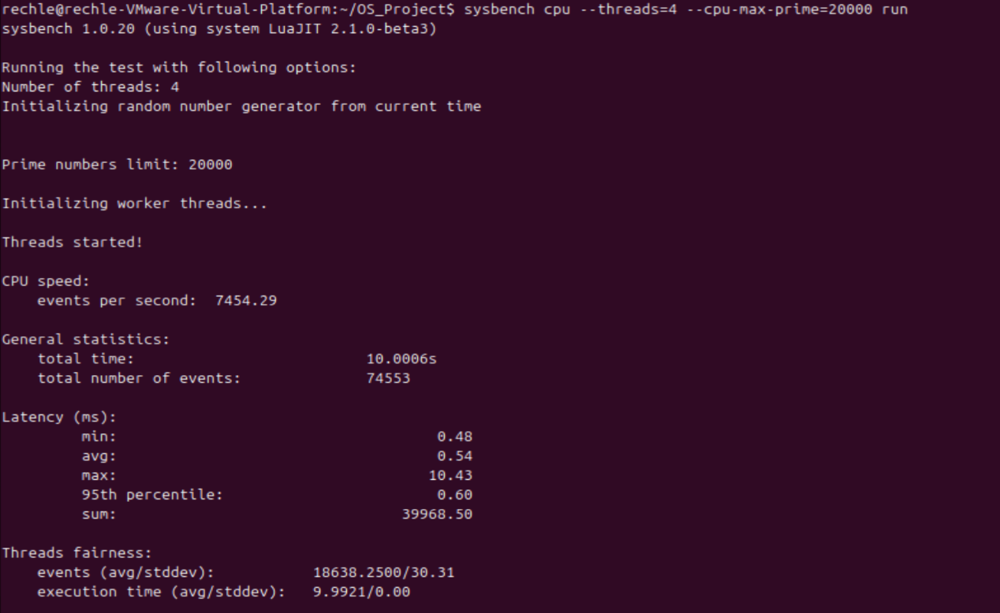 rechle@rechle-VMware-Virtual-Platform:~/OS_Project$ sysbench cpu --threads=4 --cpu-max-prime=20000 run
sysbench 1.0.20 (using system LuaJIT 2.1.0-beta3)
Running the test with following options:
Number of threads: 4
Initializing random number generator from current time
Prime numbers limit: 20000
Initializing worker threads...
Threads started!
CPU speed:
events per second: 7454.29
General statistics:
total time: 10.0006s
total number of events: 74553
Latency (ms):
min: 0.48
avg: 0.54
max: 10.43
95th percentile: 0.60
sum: 39968.50
Threads fairness:
events (avg/stddev): 18638.2500/30.31
execution time (avg/stddev): 9.9921/0.00